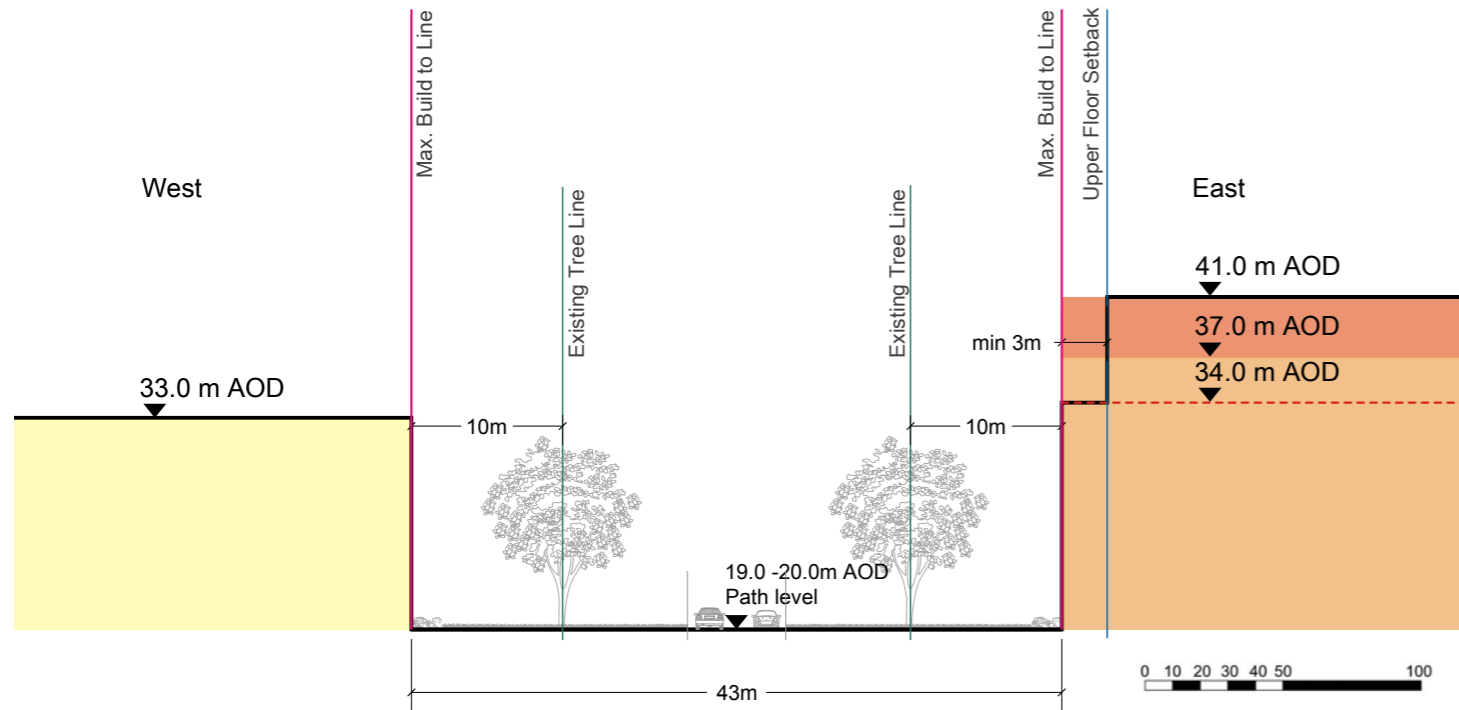 Max. Build to Line
Max. Build to Line
Upper Floor Setback
West
Existing Tree Line
Existing Tree Line
East
41.0 m AOD
37.0 m AOD
min 3m
34.0 m AOD
33.0 m AOD
10m
10m
19.0 -20.0m AOD
Path level
43m
0 10 20 30 40 50 100